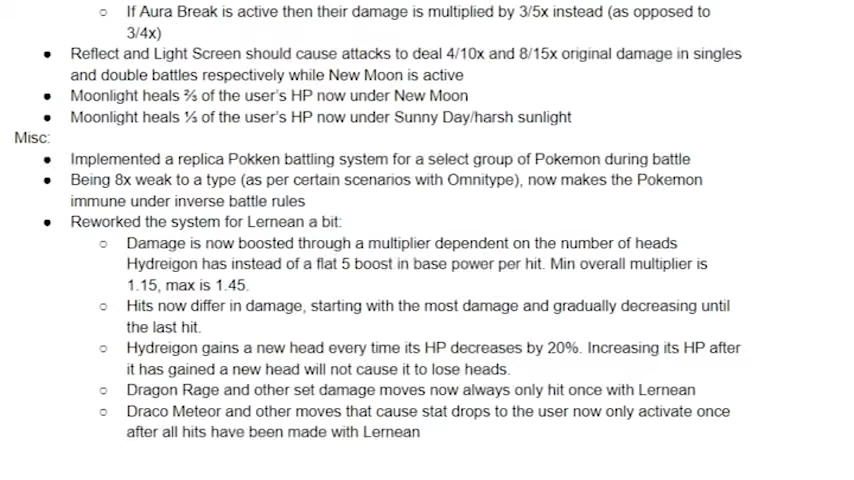 ○ If Aura Break is active then their damage is multiplied by 3/5x instead (as opposed to
3/4x)
● Reflect and Light Screen should cause attacks to deal 4/10x and 8/15x original damage in singles
and double battles respectively while New Moon is active
● Moonlight heals ⅔ of the user's HP now under New Moon
● Moonlight heals ⅓ of the user's HP now under Sunny Day/harsh sunlight
Misc:
● Implemented a replica Pokken battling system for a select group of Pokemon during battle
● Being 8x weak to a type (as per certain scenarios with Omnitype), now makes the Pokemon
immune under inverse battle rules
● Reworked the system for Lernean a bit:
○ Damage is now boosted through a multiplier dependent on the number of heads
Hydreigon has instead of a flat 5 boost in base power per hit. Min overall multiplier is
1.15, max is 1.45.
○ Hits now differ in damage, starting with the most damage and gradually decreasing until
the last hit.
○ Hydreigon gains a new head every time its HP decreases by 20%. Increasing its HP after
it has gained a new head will not cause it to lose heads.
○ Dragon Rage and other set damage moves now always only hit once with Lernean
○ Draco Meteor and other moves that cause stat drops to the user now only activate once
after all hits have been made with Lernean